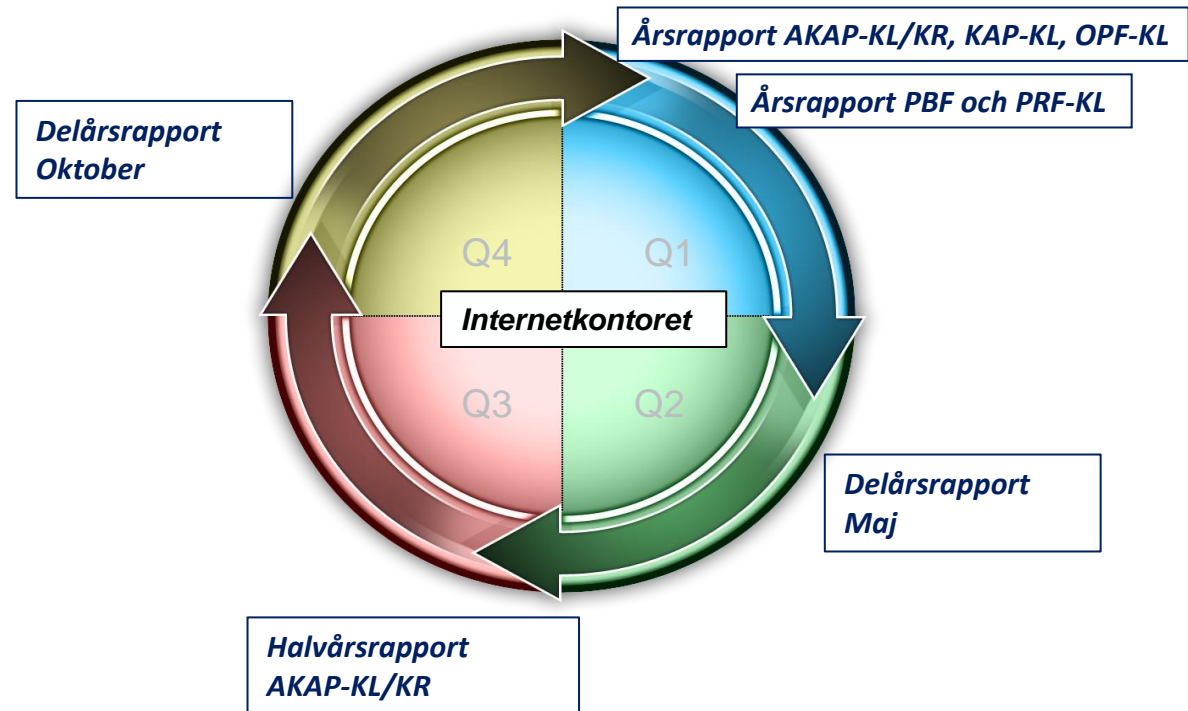 Årsrapport AKAP-KL/KR, KAP-KL, OPF-KL
Årsrapport PBF och PRF-KL
Delårsrapport
Oktober
Q4
Q1
Internetkontoret
Q3
Q2
Delårsrapport
Maj
Halvårsrapport
AKAP-KL/KR